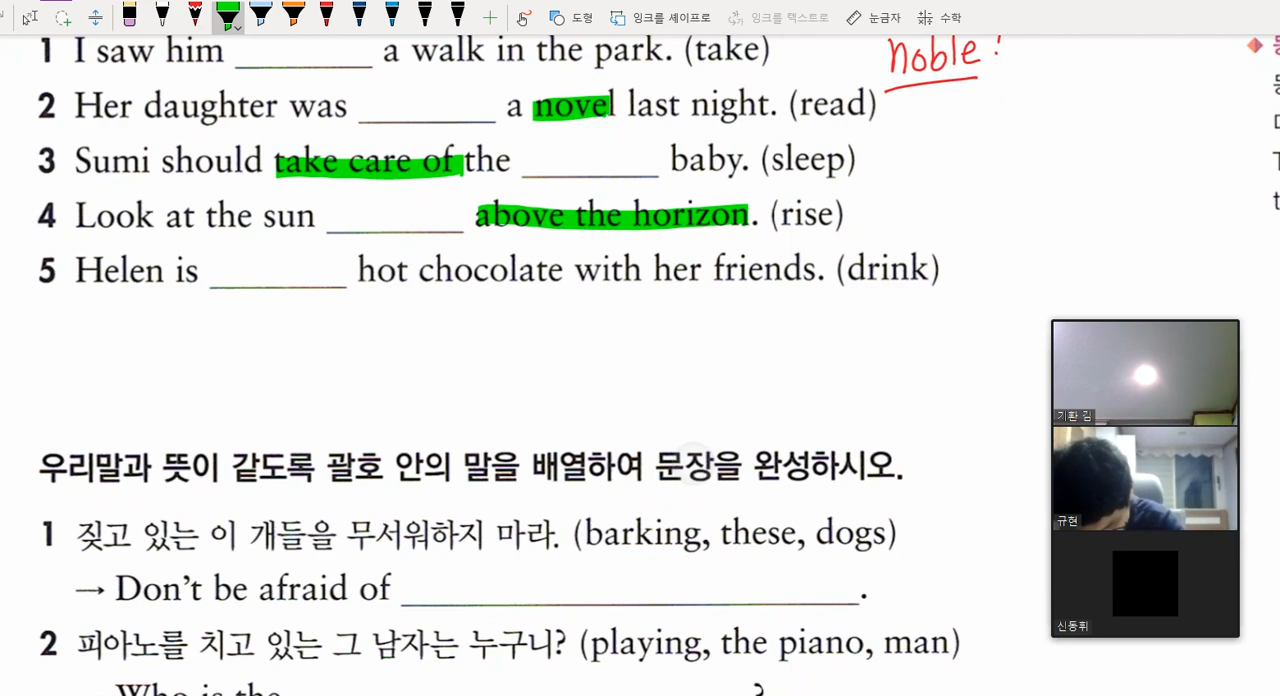 도형
잉크를 셰이프로
잉크를 텍스트로
눈금자
수학
1 I saw him ________ a walk in the park. (take)
noble!
2 Her daughter was ________ a novel last night. (read)
3 Sumi should take care of the ________ baby. (sleep)
4 Look at the sun ________ above the horizon. (rise)
5 Helen is ________ hot chocolate with her friends. (drink)
기환 김
규현
신동휘
우리말과 뜻이 같도록 괄호 안의 말을 배열하여 문장을 완성하시오.
1 짖고 있는 이 개들을 무서워하지 마라. (barking, these, dogs)
→ Don't be afraid of ________________________.
2 피아노를 치고 있는 그 남자는 누구니? (playing, the piano, man)
Who is the ?